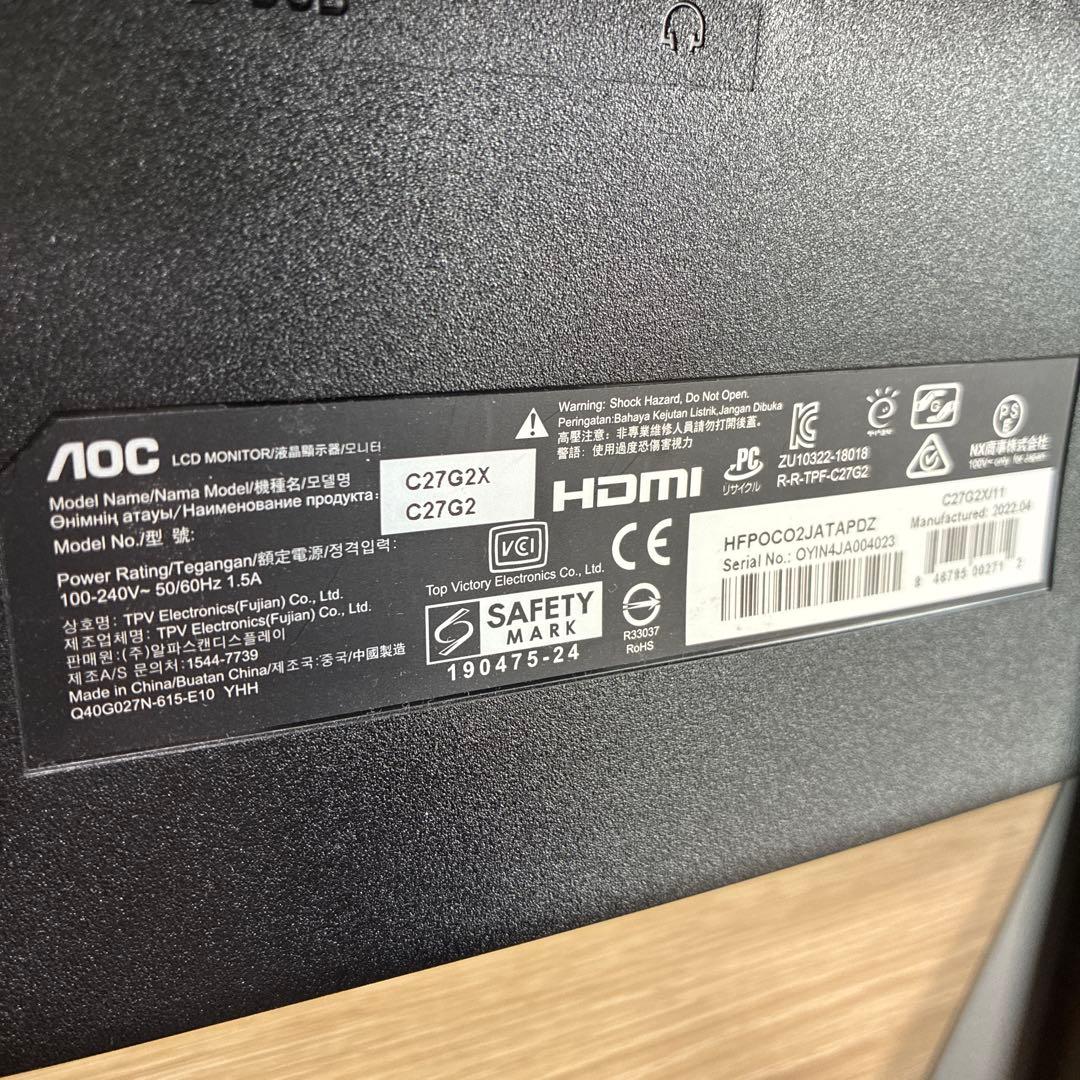 AOC LCD MONITOR/液晶顯示器/모니터
Model Name/Nama Model/機種名/모델명
Өнімнің атауы/Наименование продукта:
Model No./型 號:
C27G2X
C27G2
Power Rating/Tegangan/額定電源/정격입력:
100-240V~ 50/60Hz 1.5A
상호명: TPV Electronics(Fujian) Co., Ltd.
제조업체명: TPV Electronics(Fujian) Co., Ltd.
판매원:(주)알파스캔디스플레이
제조A/S 문의처:1544-7739
Made in China/Buatan China/제조국:중국/中國製造
Q40G027N-615-E10 YHH
Warning: Shock Hazard, Do Not Open.
Peringatan:Bahaya Kejutan Listrik,Jangan Dibuka
高壓注意: 非專業維修人員請勿打開後蓋。
警語: 使用過度恐傷害視力
HDMI
VCI
Top Victory Electronics Co., Ltd.
SAFETY
MARK
190475-24
CE
R33037
RoHS
PC
リサイクル
ZU10322-18018
R-R-TPF-C27G2
PS
E
NX商事株式会社
100V~only, for Japan
HFPOCO2JATAPDZ
Serial No.: OYIN4JA004023
C27G2X/11
Manufactured: 2022.04